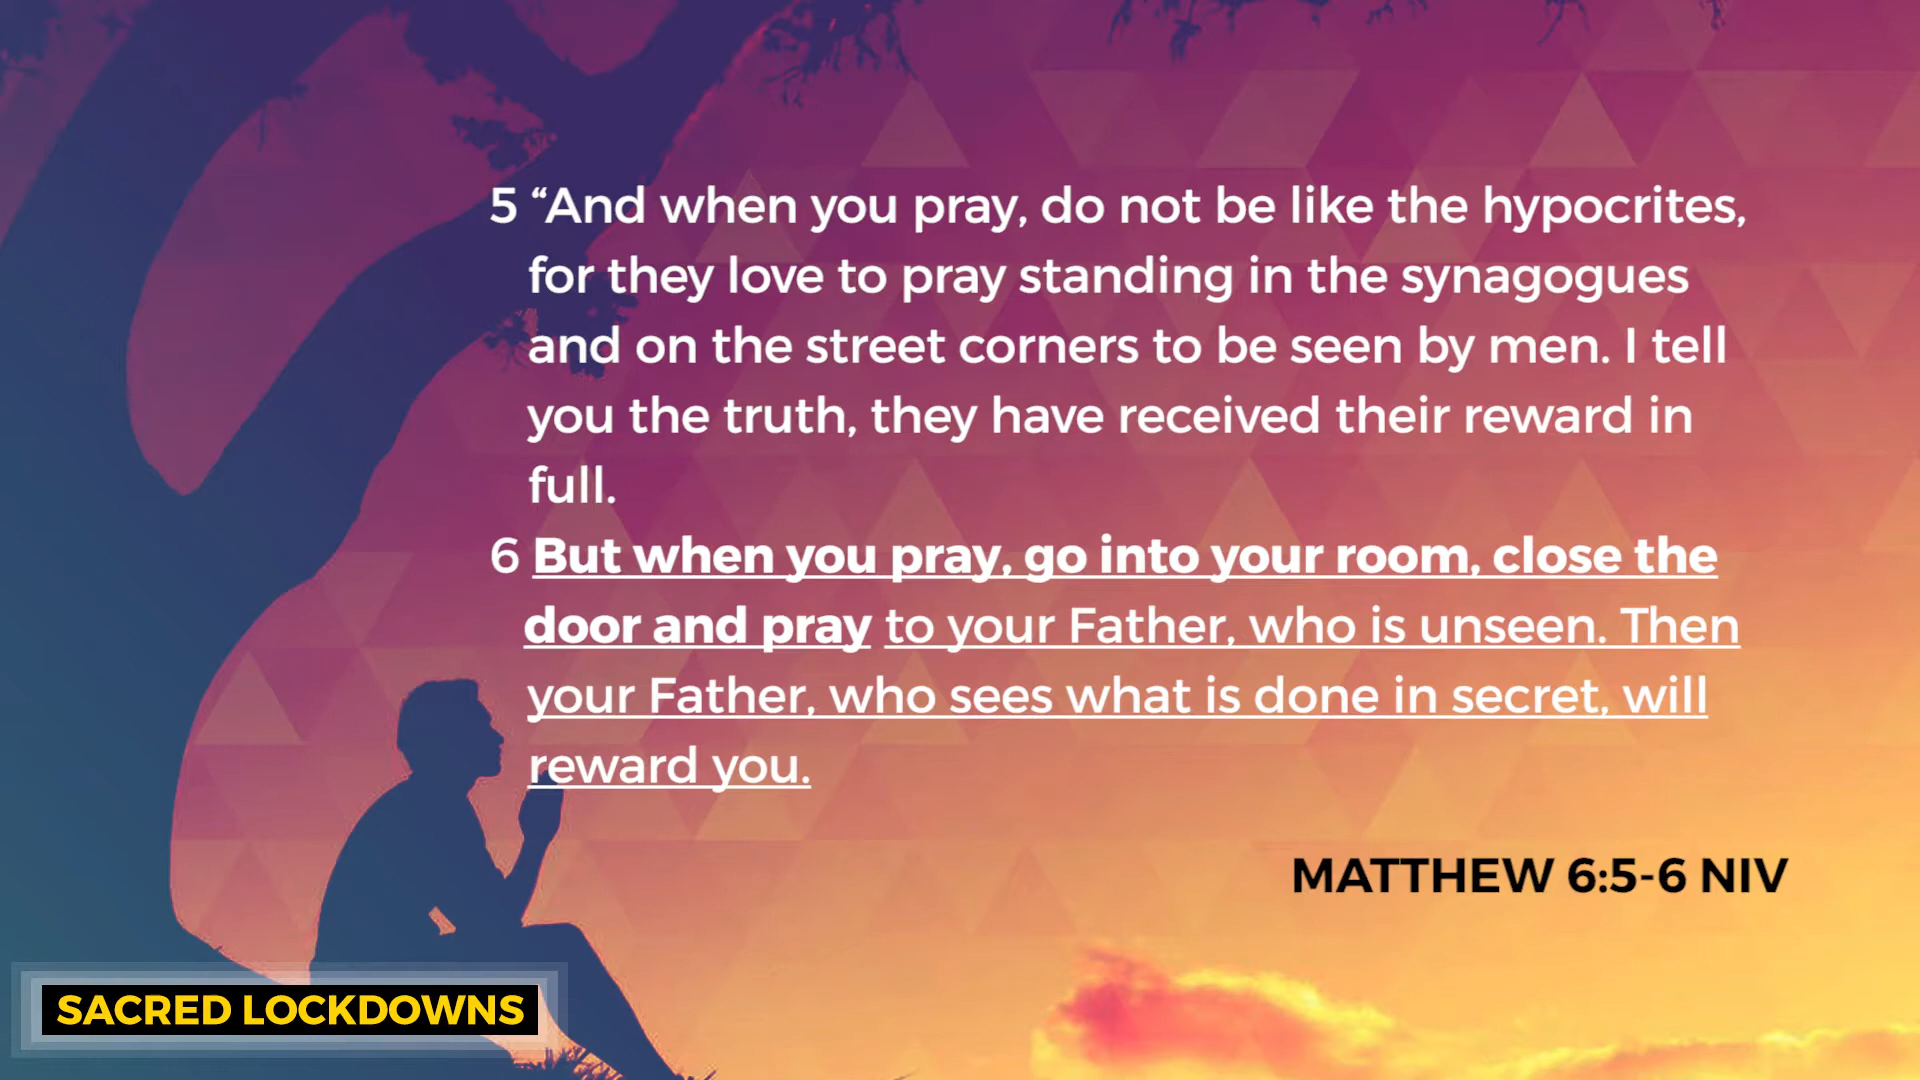 5 “And when you pray, do not be like the hypocrites,
for they love to pray standing in the synagogues
and on the street corners to be seen by men. I tell
you the truth, they have received their reward in
full.
6 But when you pray, go into your room, close the
door and pray to your Father, who is unseen. Then
your Father, who sees what is done in secret, will
reward you.
MATTHEW 6:5-6 NIV
SACRED LOCKDOWNS